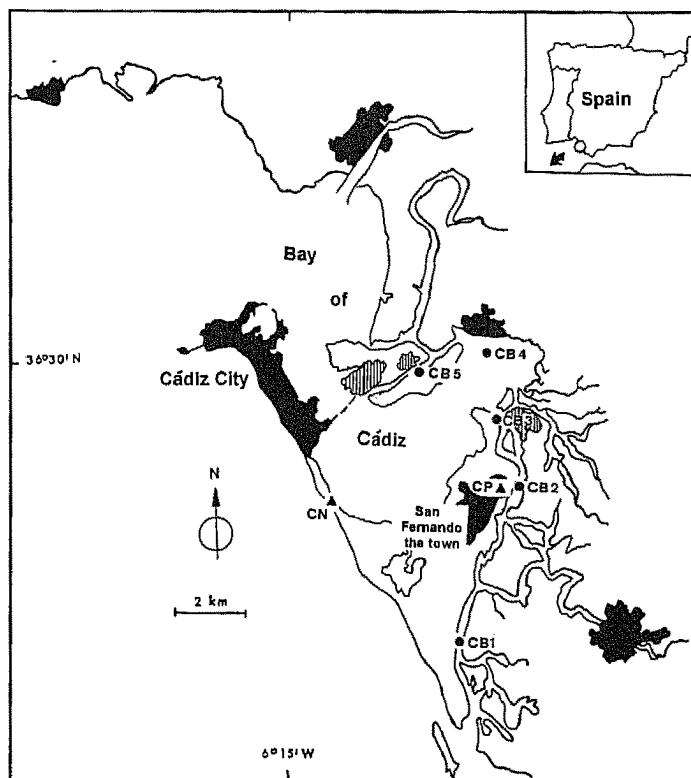 Spain
Bay
of
36°30' N
Cádiz City
CB5
CB4
Cádiz
CB3
N
CN
CP
CB2
San
Fernando
the town
2 km
CB1
6°15' W